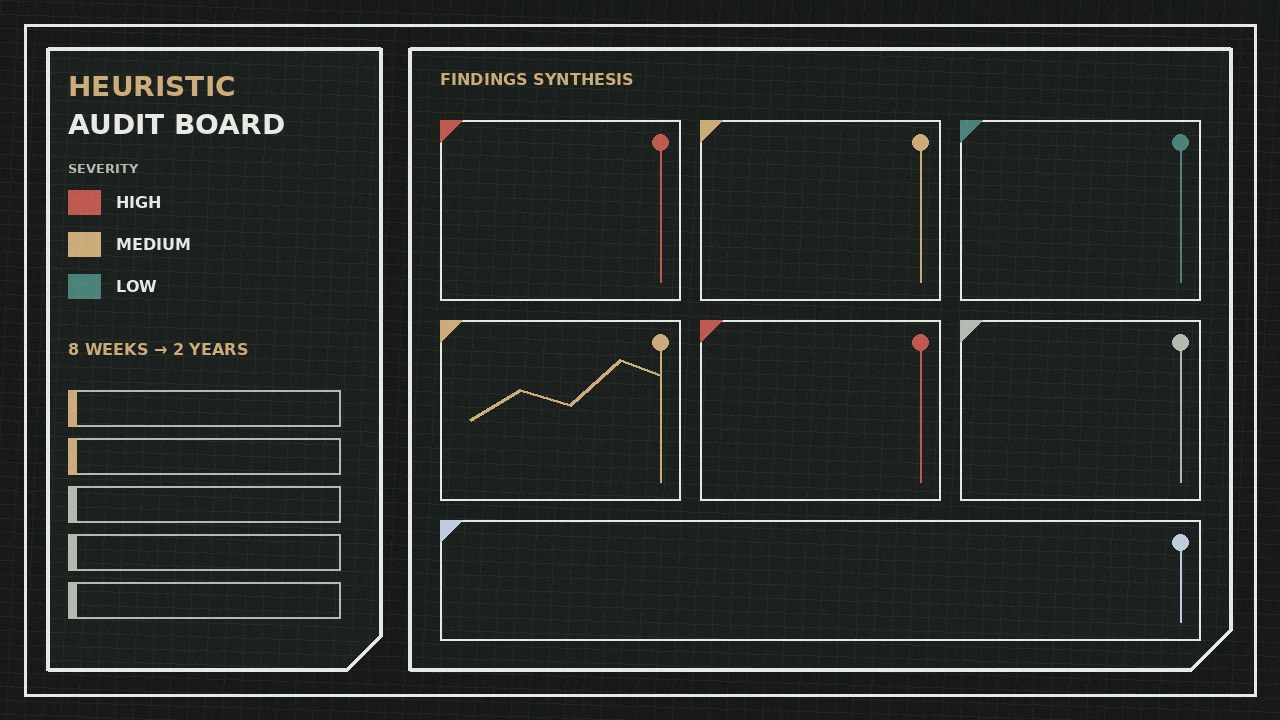 HEURISTIC
AUDIT BOARD
SEVERITY
HIGH
MEDIUM
LOW
8 WEEKS → 2 YEARS
FINDINGS SYNTHESIS